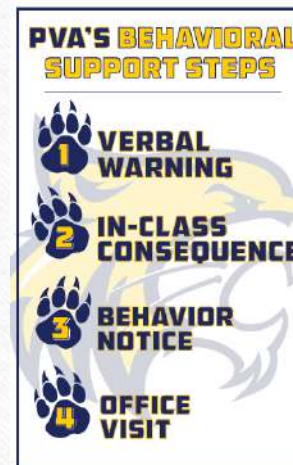 PVA'S BEHAVIORAL
SUPPORT STEPS
1 VERBAL
WARNING
2 IN-CLASS
CONSEQUENCE
3 BEHAVIOR
NOTICE
4 OFFICE
VISIT